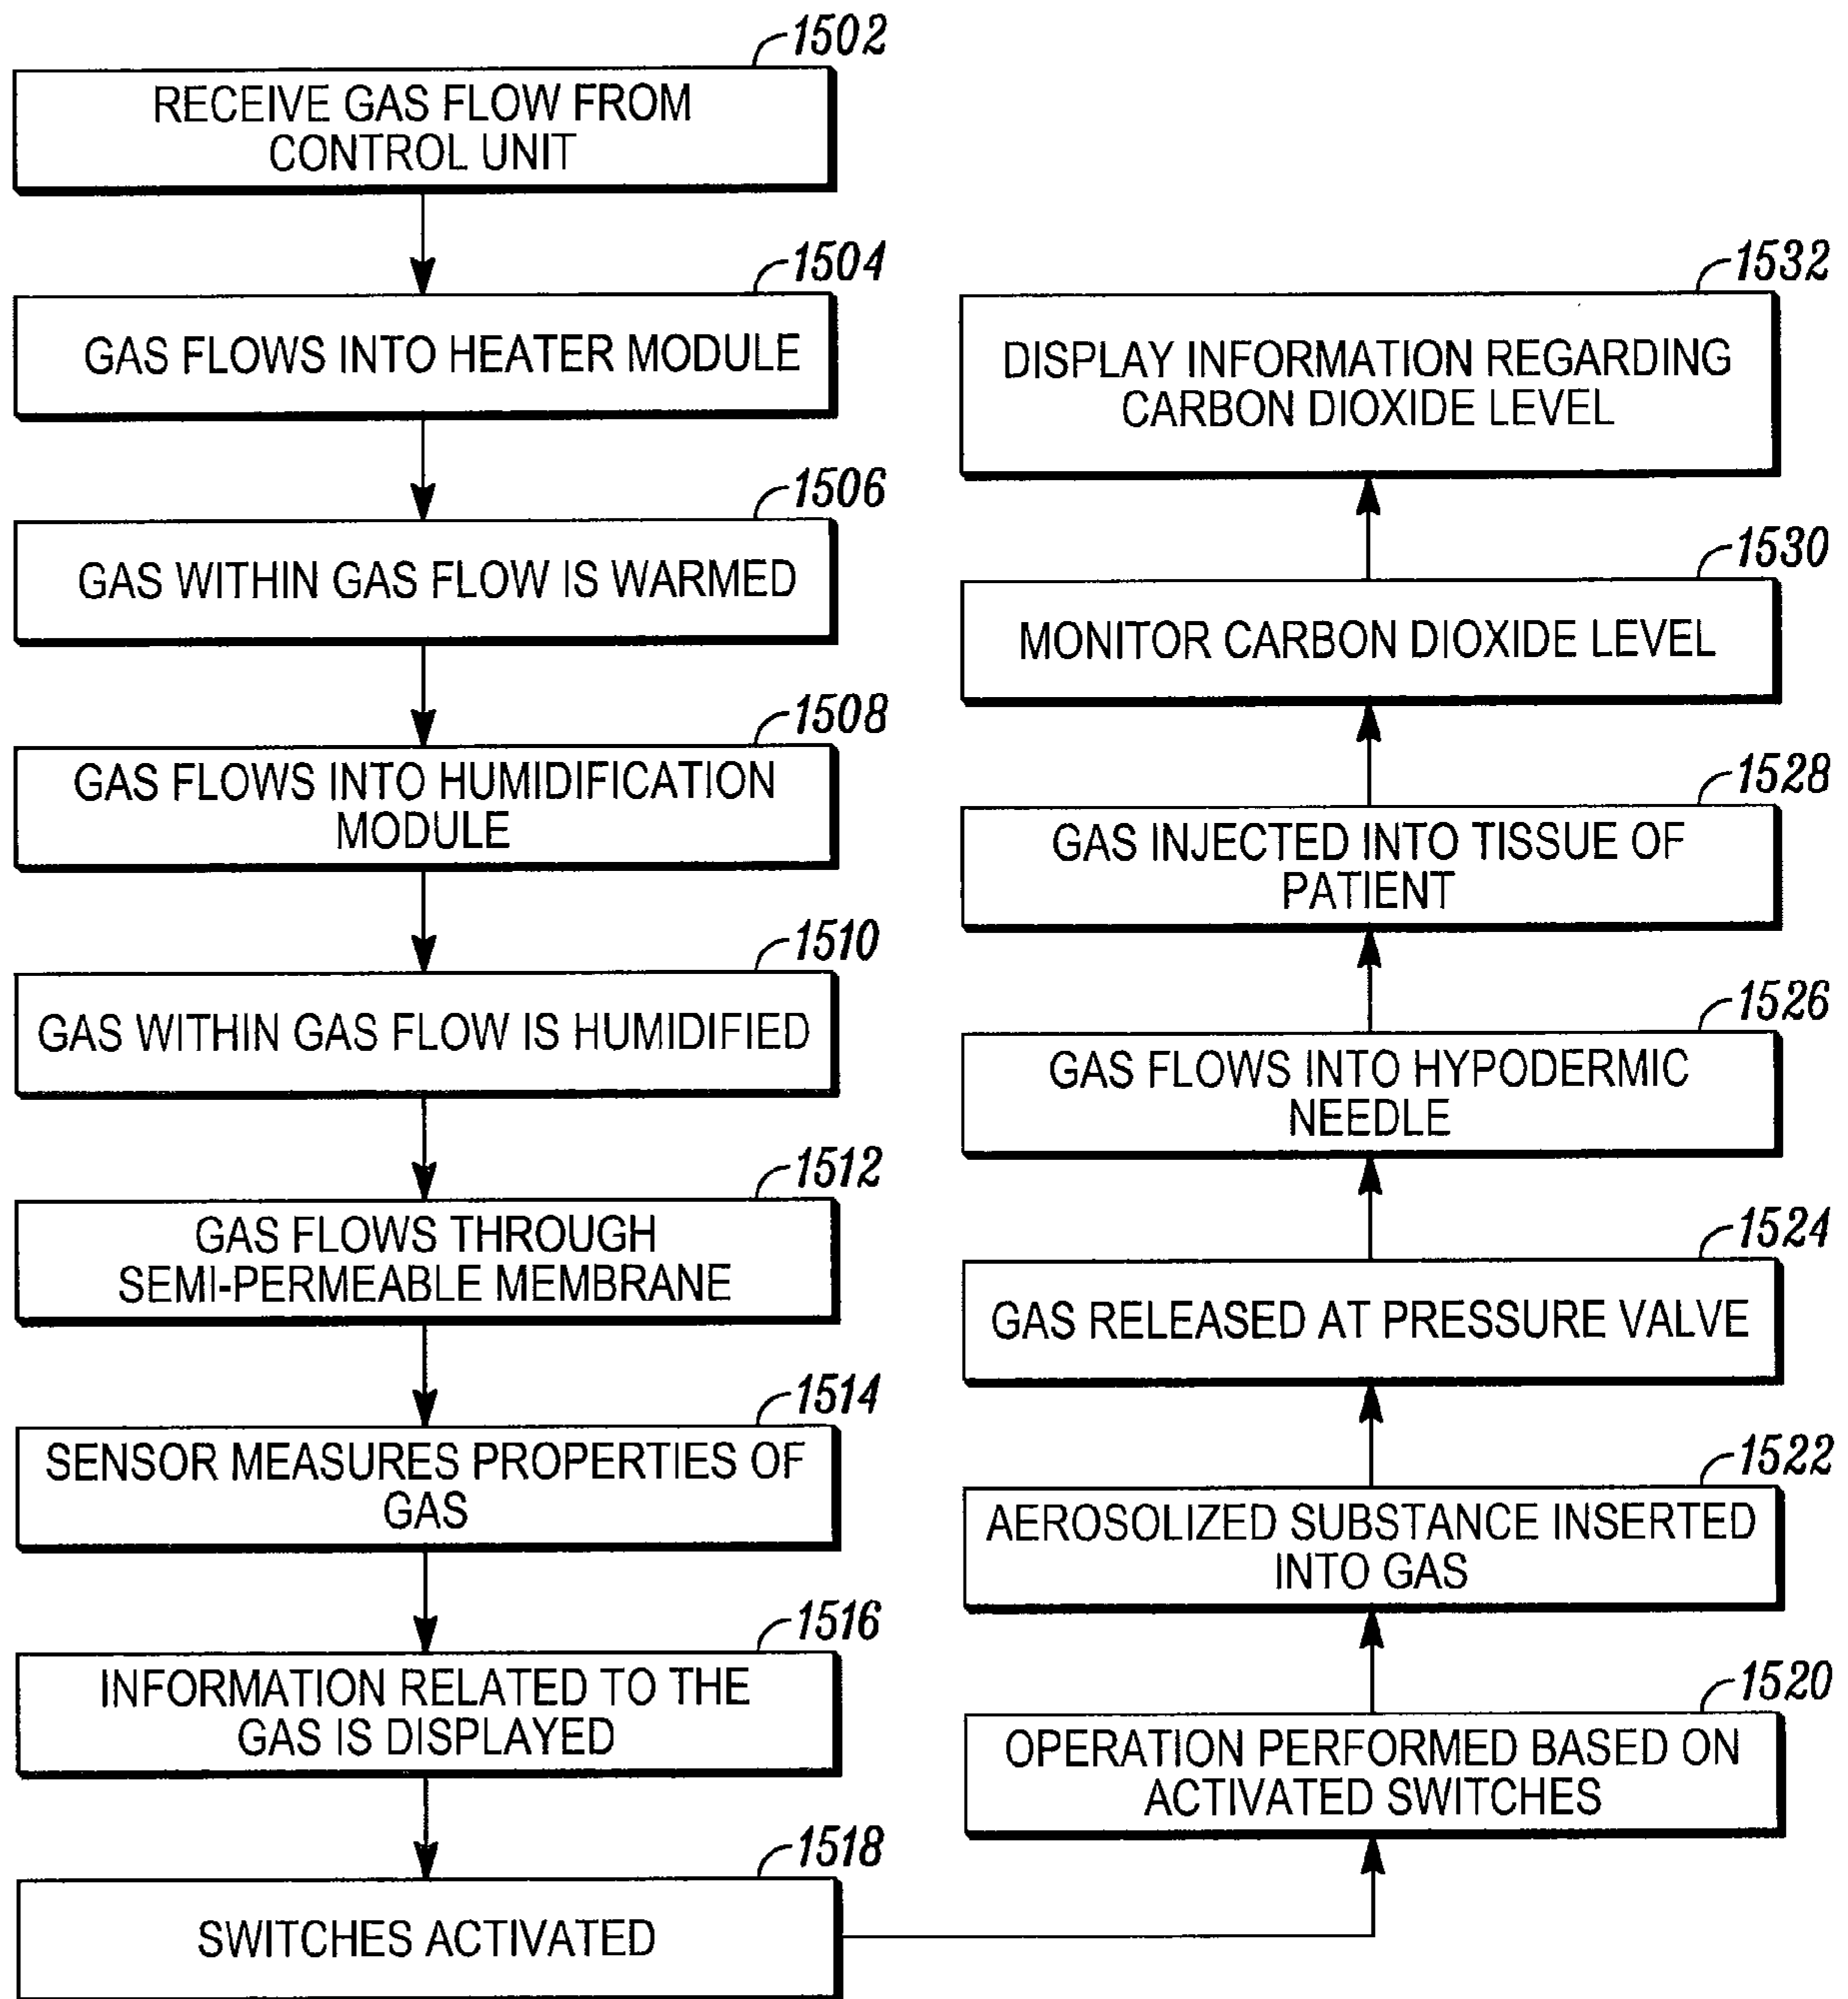 1502
RECEIVE GAS FLOW FROM
CONTROL UNIT
1504
GAS FLOWS INTO HEATER MODULE
1506
GAS WITHIN GAS FLOW IS WARMED
1508
GAS FLOWS INTO HUMIDIFICATION
MODULE
1510
GAS WITHIN GAS FLOW IS HUMIDIFIED
1512
GAS FLOWS THROUGH
SEMI-PERMEABLE MEMBRANE
1514
SENSOR MEASURES PROPERTIES OF
GAS
1516
INFORMATION RELATED TO THE
GAS IS DISPLAYED
1518
SWITCHES ACTIVATED
1520
OPERATION PERFORMED BASED ON
ACTIVATED SWITCHES
1522
AEROSOLIZED SUBSTANCE INSERTED
INTO GAS
1524
GAS RELEASED AT PRESSURE VALVE
1526
GAS FLOWS INTO HYPODERMIC
NEEDLE
1528
GAS INJECTED INTO TISSUE OF
PATIENT
1530
MONITOR CARBON DIOXIDE LEVEL
1532
DISPLAY INFORMATION REGARDING
CARBON DIOXIDE LEVEL